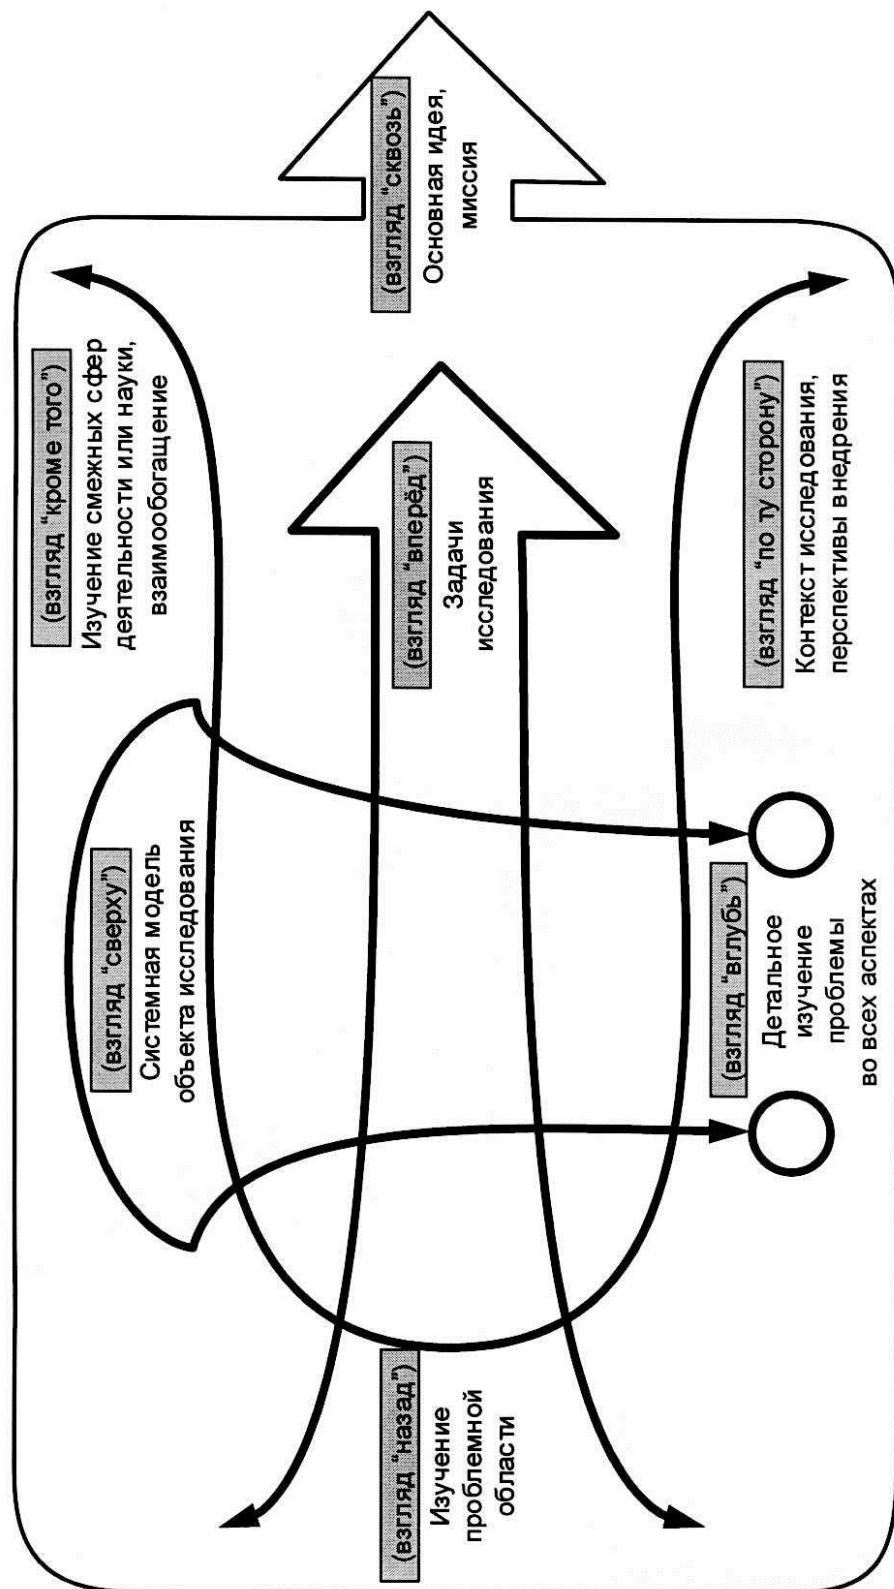 (взгляд “сверху”)
Системная модель
объекта исследования
(взгляд “кроме того”)
Изучение смежных сфер
деятельности или науки,
взаимообогащение
(взгляд “назад”)
Изучение
проблемной
области
(взгляд “вперёд”)
Задачи
исследования
(взгляд “сквозь”)
Основная идея,
миссия
(взгляд “вглубь”)
Детальное
изучение
проблемы
во всех аспектах
(взгляд “по ту сторону”)
Контекст исследования,
перспективы внедрения